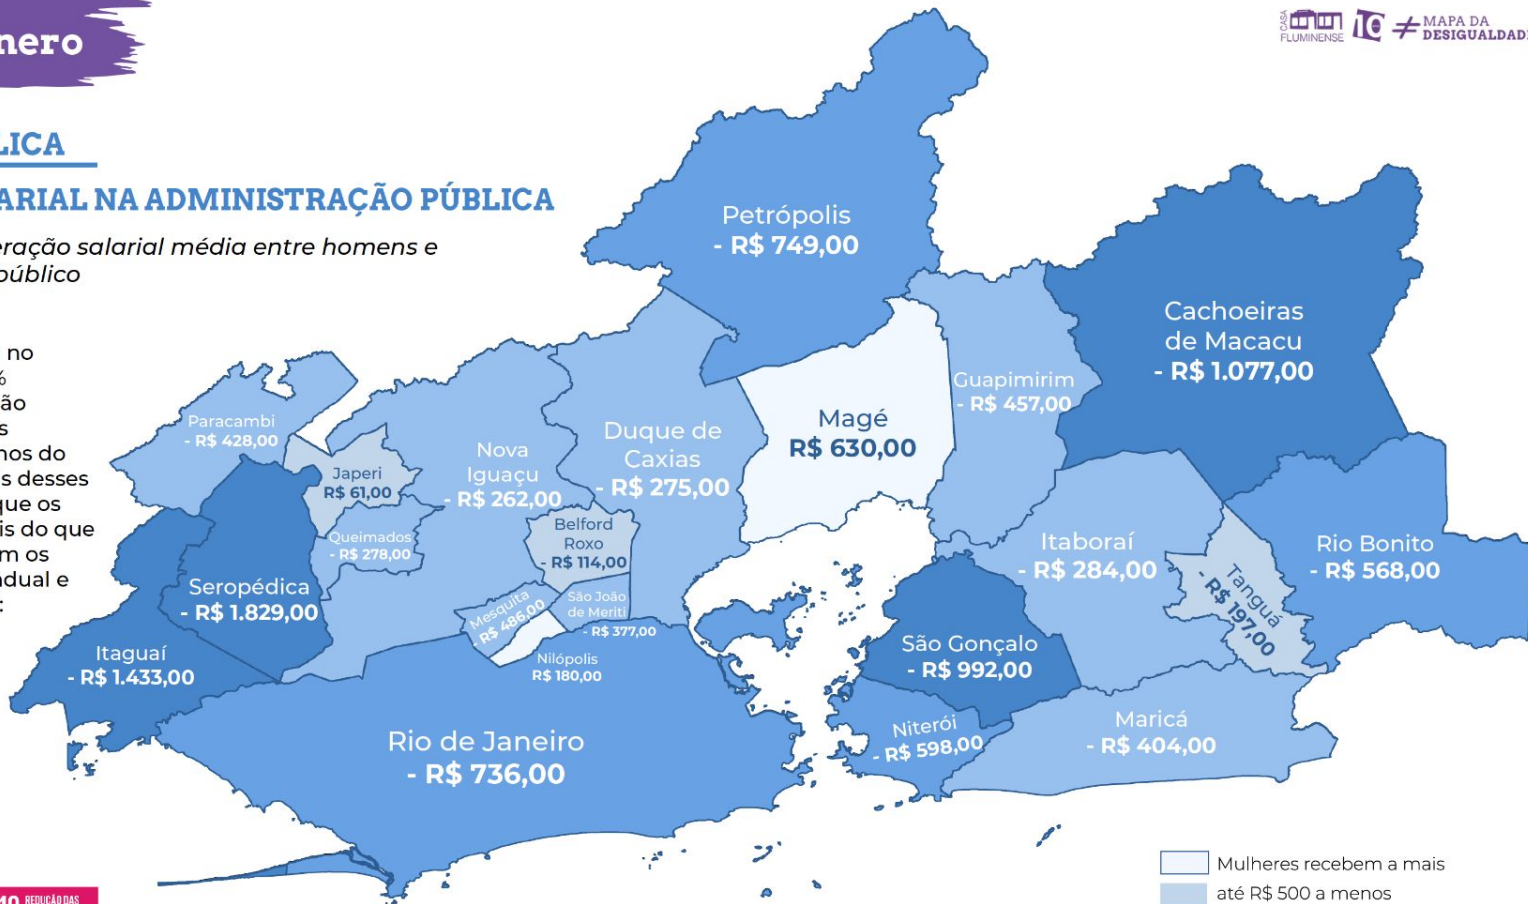 nero
CASA
FLUMINENSE
10
≠ MAPA DA
DESIGUALDADE
LICA
ARIAL NA ADMINISTRAÇÃO PÚBLICA
eração salarial média entre homens e
público
no
%
ão
s
nos do
s desses
que os
is do que
m os
dual e
:
Petrópolis
- R$ 749,00
Cachoeiras
de Macacu
- R$ 1.077,00
Guapimirim
- R$ 457,00
Magé
R$ 630,00
Paracambi
- R$ 428,00
Duque de
Caxias
- R$ 275,00
Nova
Iguaçu
- R$ 262,00
Japeri
R$ 61,00
Queimados
- R$ 278,00
Belford
Roxo
- R$ 114,00
Itaboraí
- R$ 284,00
Rio Bonito
- R$ 568,00
Tanguá
- R$ 197,00
Seropédica
- R$ 1.829,00
Mesquita
- R$ 486,00
São João
de Meriti
- R$ 377,00
Itaguaí
- R$ 1.433,00
Nilópolis
R$ 180,00
São Gonçalo
- R$ 992,00
Rio de Janeiro
- R$ 736,00
Niterói
- R$ 598,00
Maricá
- R$ 404,00
Mulheres recebem a mais
até R$ 500 a menos
10 REDUÇÃO DAS